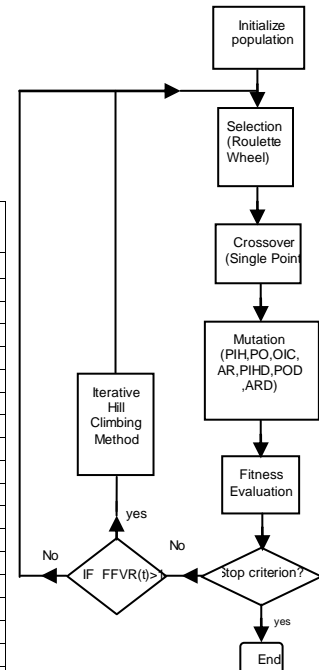 Initialize
population
Selection
(Roulette
Wheel)
Crossover
(Single Point
Mutation
(PIH,PO,OIC,
AR,PIHD,POD
,ARD)
Fitness
Evaluation
Stop criterion?
yes
End
No
IF FFVR(t)>
No
yes
Iterative
Hill
Climbing
Method